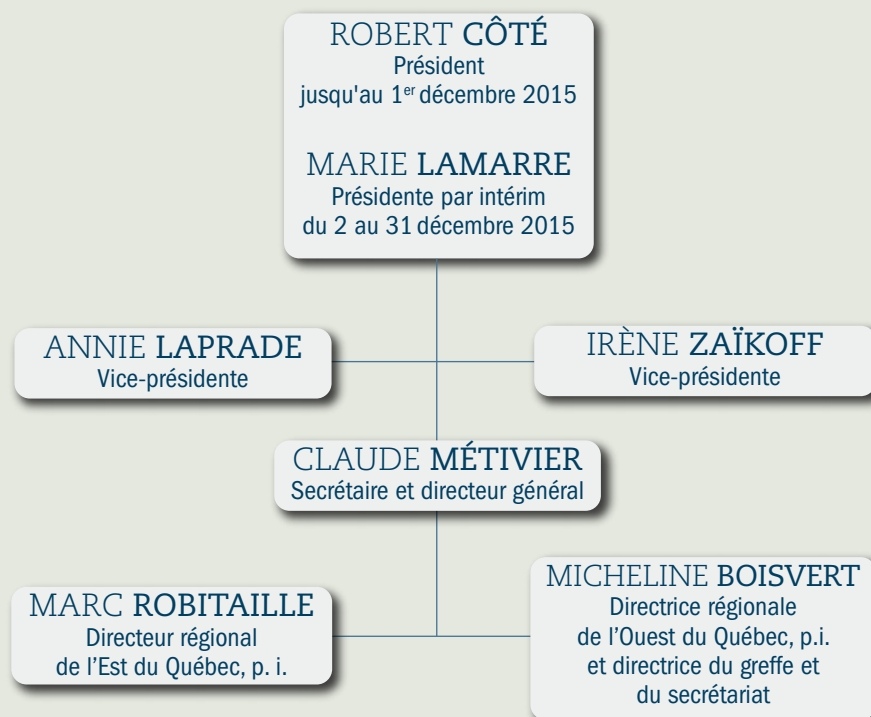 ROBERT CÔTÉ
Président
jusqu'au 1er décembre 2015
MARIE LAMARRE
Présidente par intérim
du 2 au 31 décembre 2015
ANNIE LAPRADE
Vice-présidente
IRÈNE ZAÏKOFF
Vice-présidente
CLAUDE MÉTIVIER
Secrétaire et directeur général
MARC ROBITAILLE
Directeur régional
de l'Est du Québec, p. i.
MICHELINE BOISVERT
Directrice régionale
de l'Ouest du Québec, p.i.
et directrice du greffe et
du secrétariat